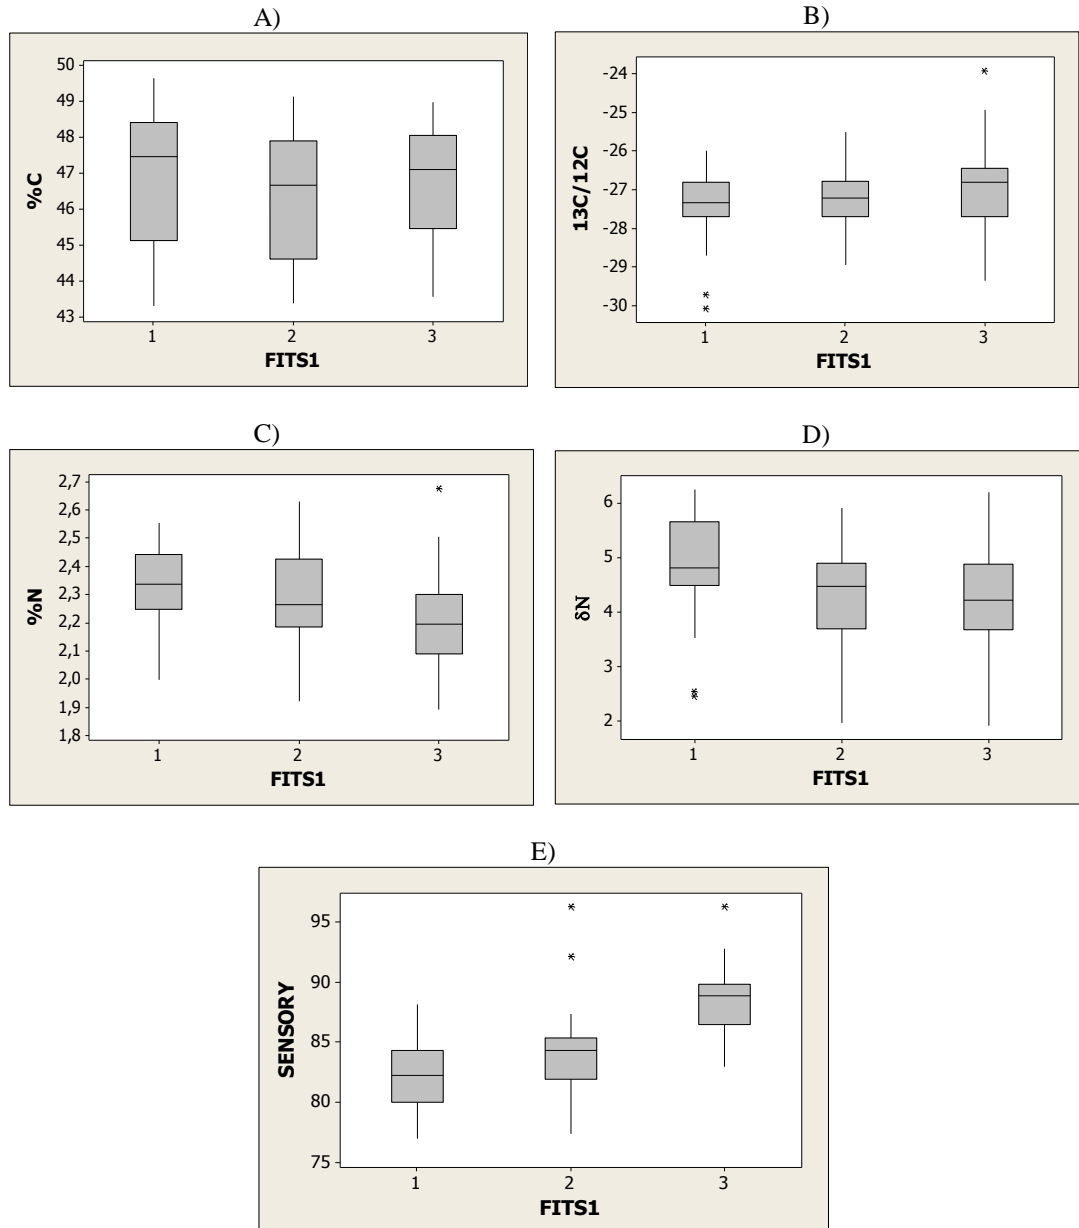 A)
50
49
48
47
46
45
44
43
%C
1 2 3
FITS1
B)
-24
-25
-26
-27
-28
-29
-30
13C/12C
1 2 3
FITS1
C)
2,7
2,6
2,5
2,4
2,3
2,2
2,1
2,0
1,9
1,8
%N
1 2 3
FITS1
D)
6
5
4
3
2
δN
1 2 3
FITS1
E)
95
90
85
80
75
SENSORY
1 2 3
FITS1